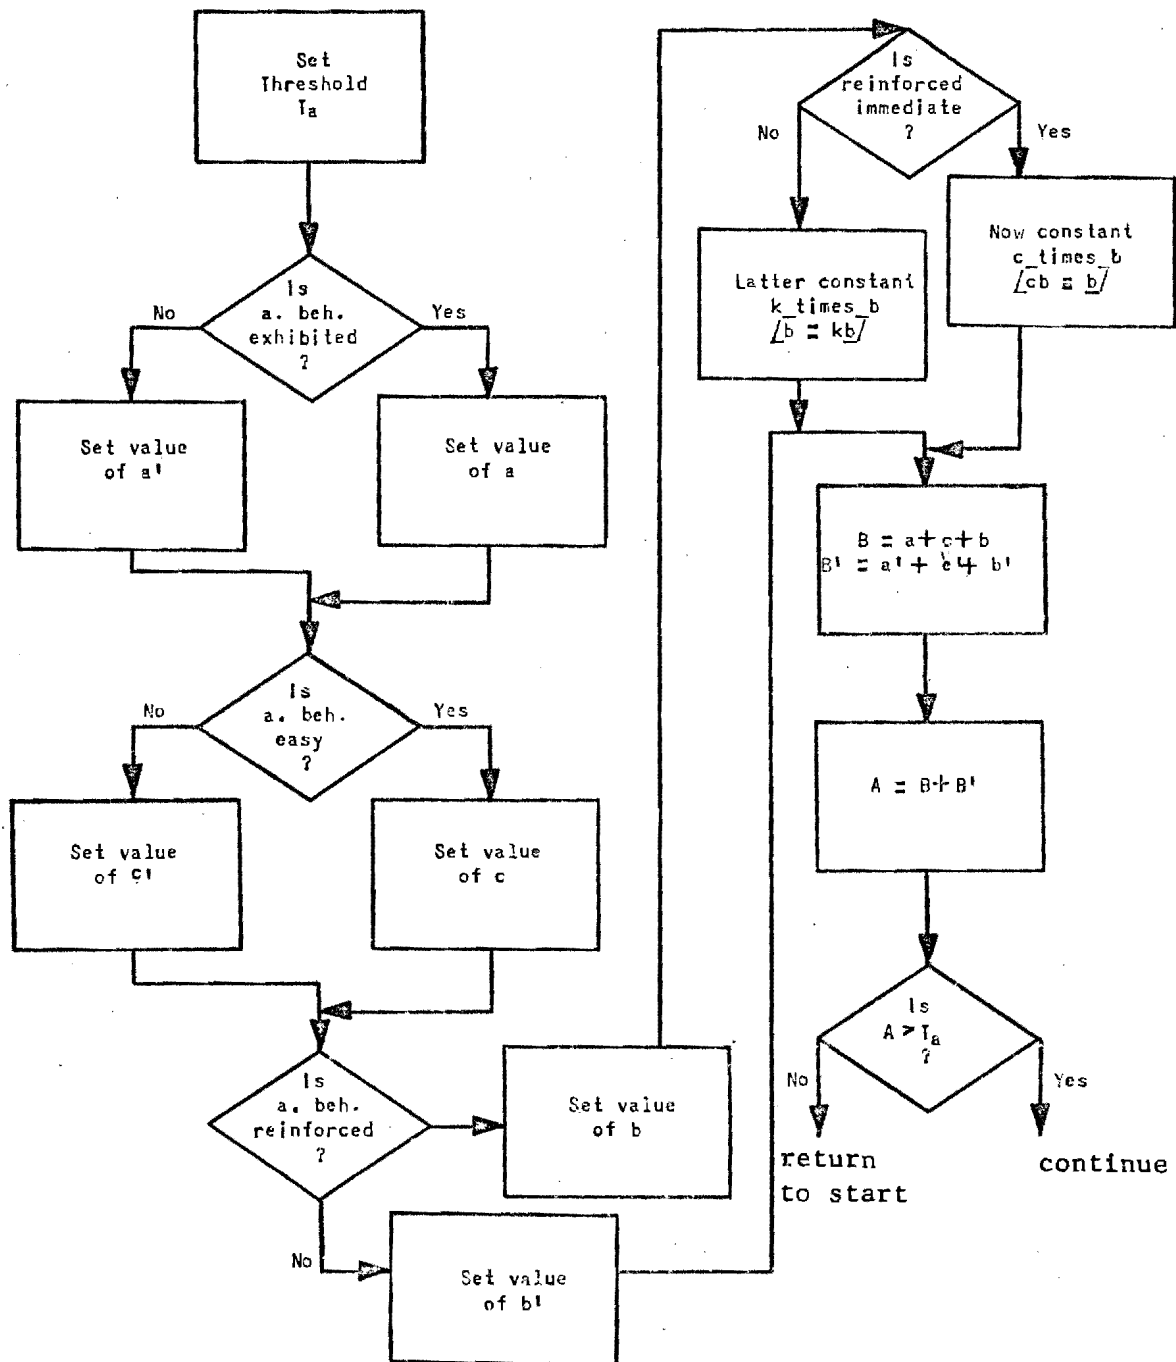 Set
Threshold
Ta
Is
a. beh.
exhibited
?
No
Yes
Set value
of a'
Set value
of a
Is
a. beh.
easy
?
No
Yes
Set value
of c'
Set value
of c
Is
a. beh.
reinforced
?
Set value
of b
No
Set value
of b'
Is
reinforced
immediate
?
No
Yes
Latter constant
k_times_b
[b = kb]
Now constant
c_times_b
[cb = b]
B = a+c+b
B' = a' + c'+ b'
A = B+B'
Is
A > Ta
?
No
Yes
return
to start
continue